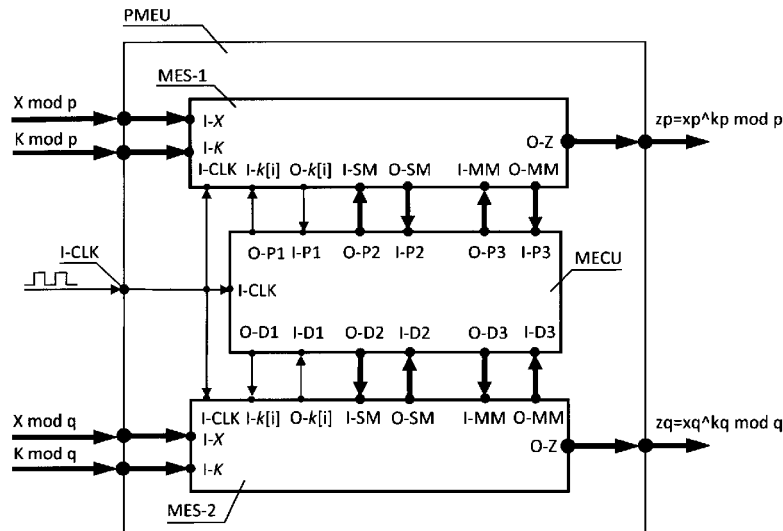 PMEU
MES-1
X mod p
I-X
zp=xp^kp mod p
K mod p
I-K
O-Z
I-CLK I-k[i] O-k[i] I-SM O-SM I-MM O-MM
O-P1 I-P1 O-P2 I-P2 O-P3 I-P3
I-CLK
MECU
I-CLK
O-D1 I-D1 O-D2 I-D2 O-D3 I-D3
I-CLK I-k[i] O-k[i] I-SM O-SM I-MM O-MM
X mod q
I-X
zq=xq^kq mod q
O-Z
K mod q
I-K
MES-2